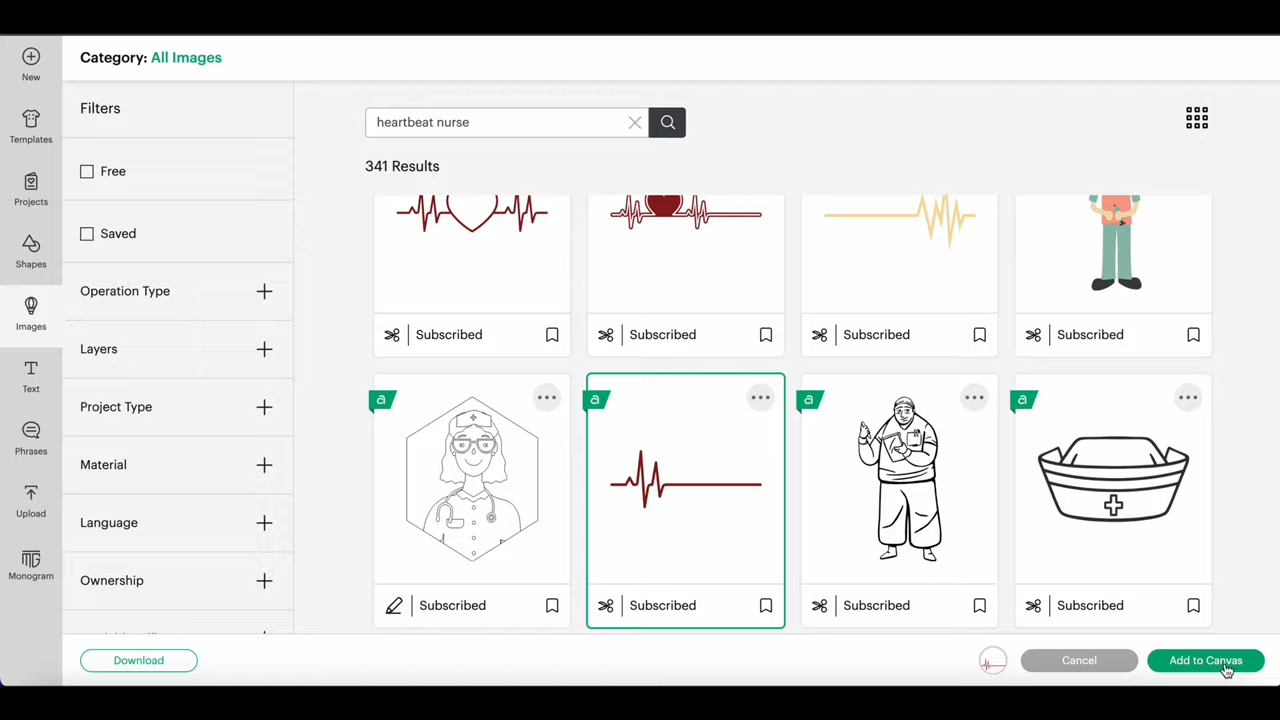 Category: All Images
New
Templates
Projects
Shapes
Images
Text
Phrases
Upload
MG
Monogram
Filters
Free
Saved
Operation Type
Layers
Project Type
Material
Language
Ownership
heartbeat nurse
341 Results
Subscribed
Subscribed
Subscribed
Subscribed
a
a
a
a
Subscribed
Subscribed
Subscribed
Subscribed
Download
Cancel
Add to Canvas